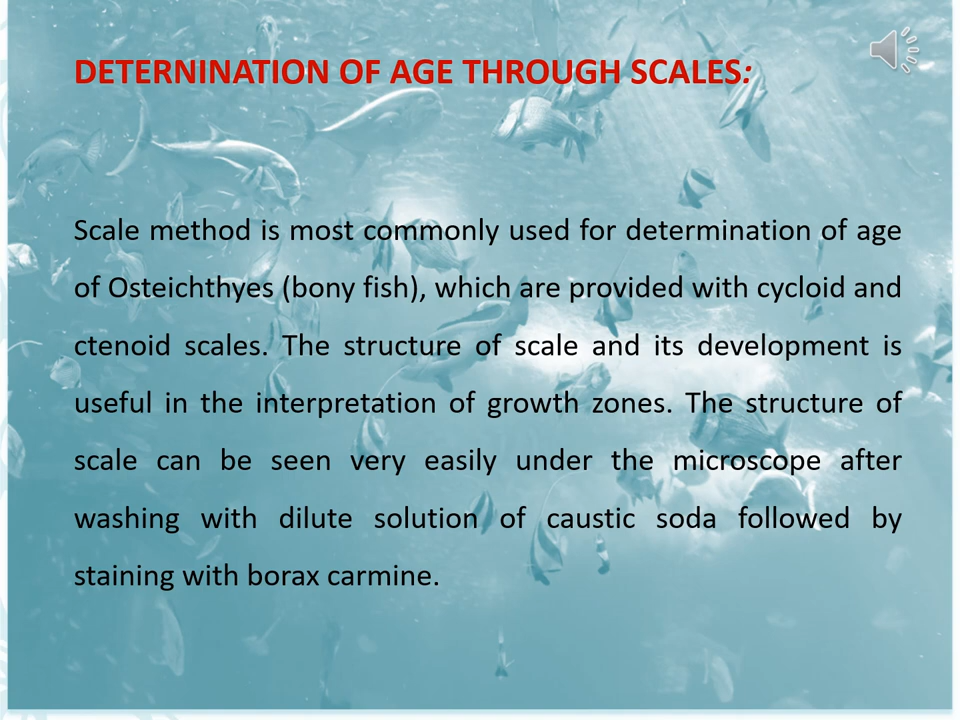 DETERNINATION OF AGE THROUGH SCALES:
Scale method is most commonly used for determination of age
of Osteichthyes (bony fish), which are provided with cycloid and
ctenoid scales. The structure of scale and its development is
useful in the interpretation of growth zones. The structure of
scale can be seen very easily under the microscope after
washing with dilute solution of caustic soda followed by
staining with borax carmine.